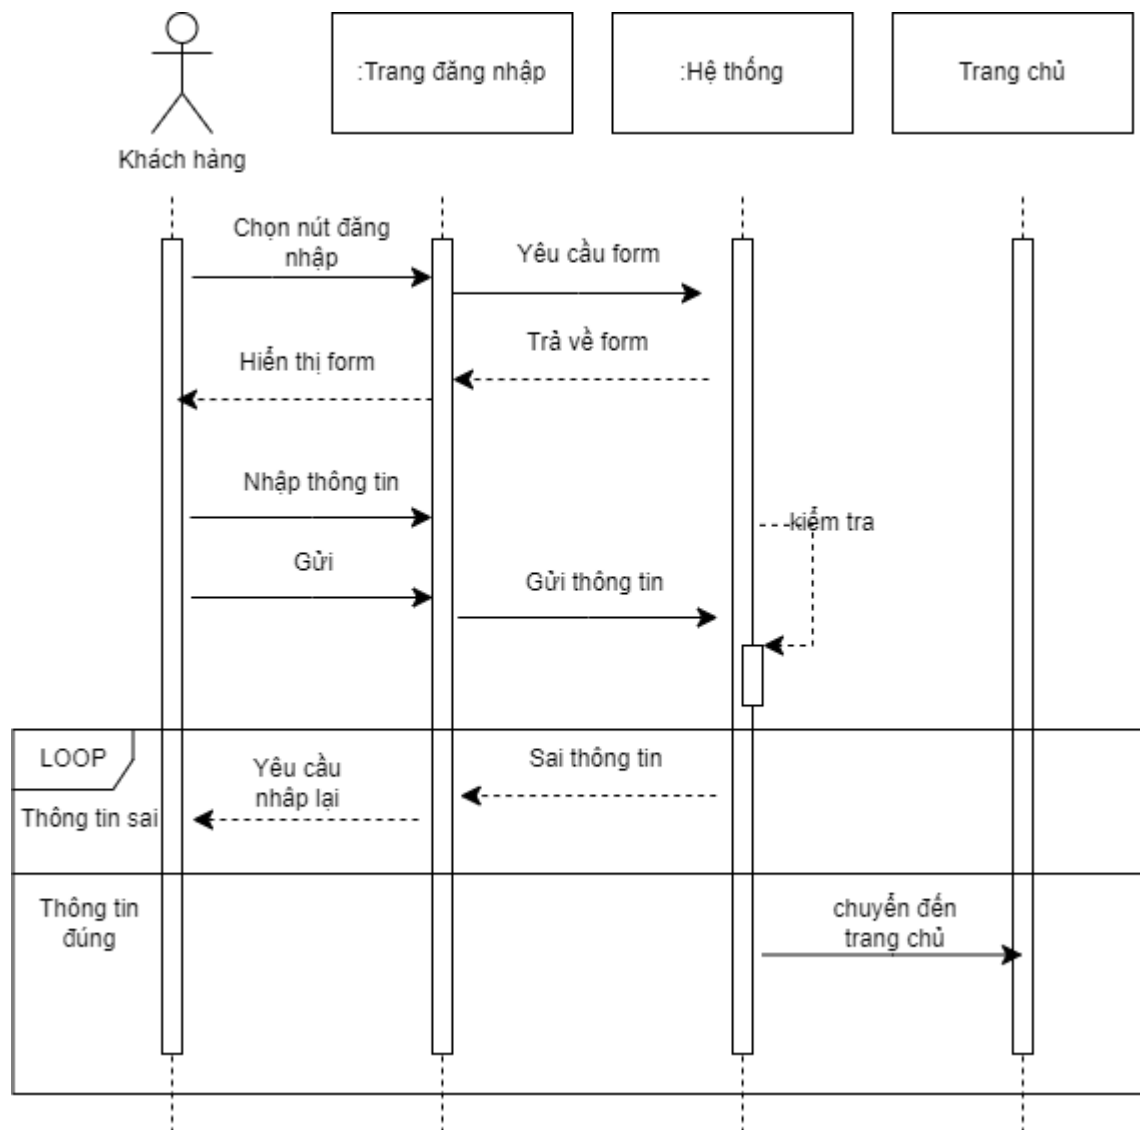 :Trang đăng nhập
:Hệ thống
Trang chủ
Khách hàng
Chọn nút đăng
nhập
Yêu cầu form
Trả về form
Hiển thị form
Nhập thông tin
kiểm tra
Gửi
Gửi thông tin
LOOP
Sai thông tin
Yêu cầu
nhâp lại
Thông tin sai
Thông tin
đúng
chuyển đến
trang chủ